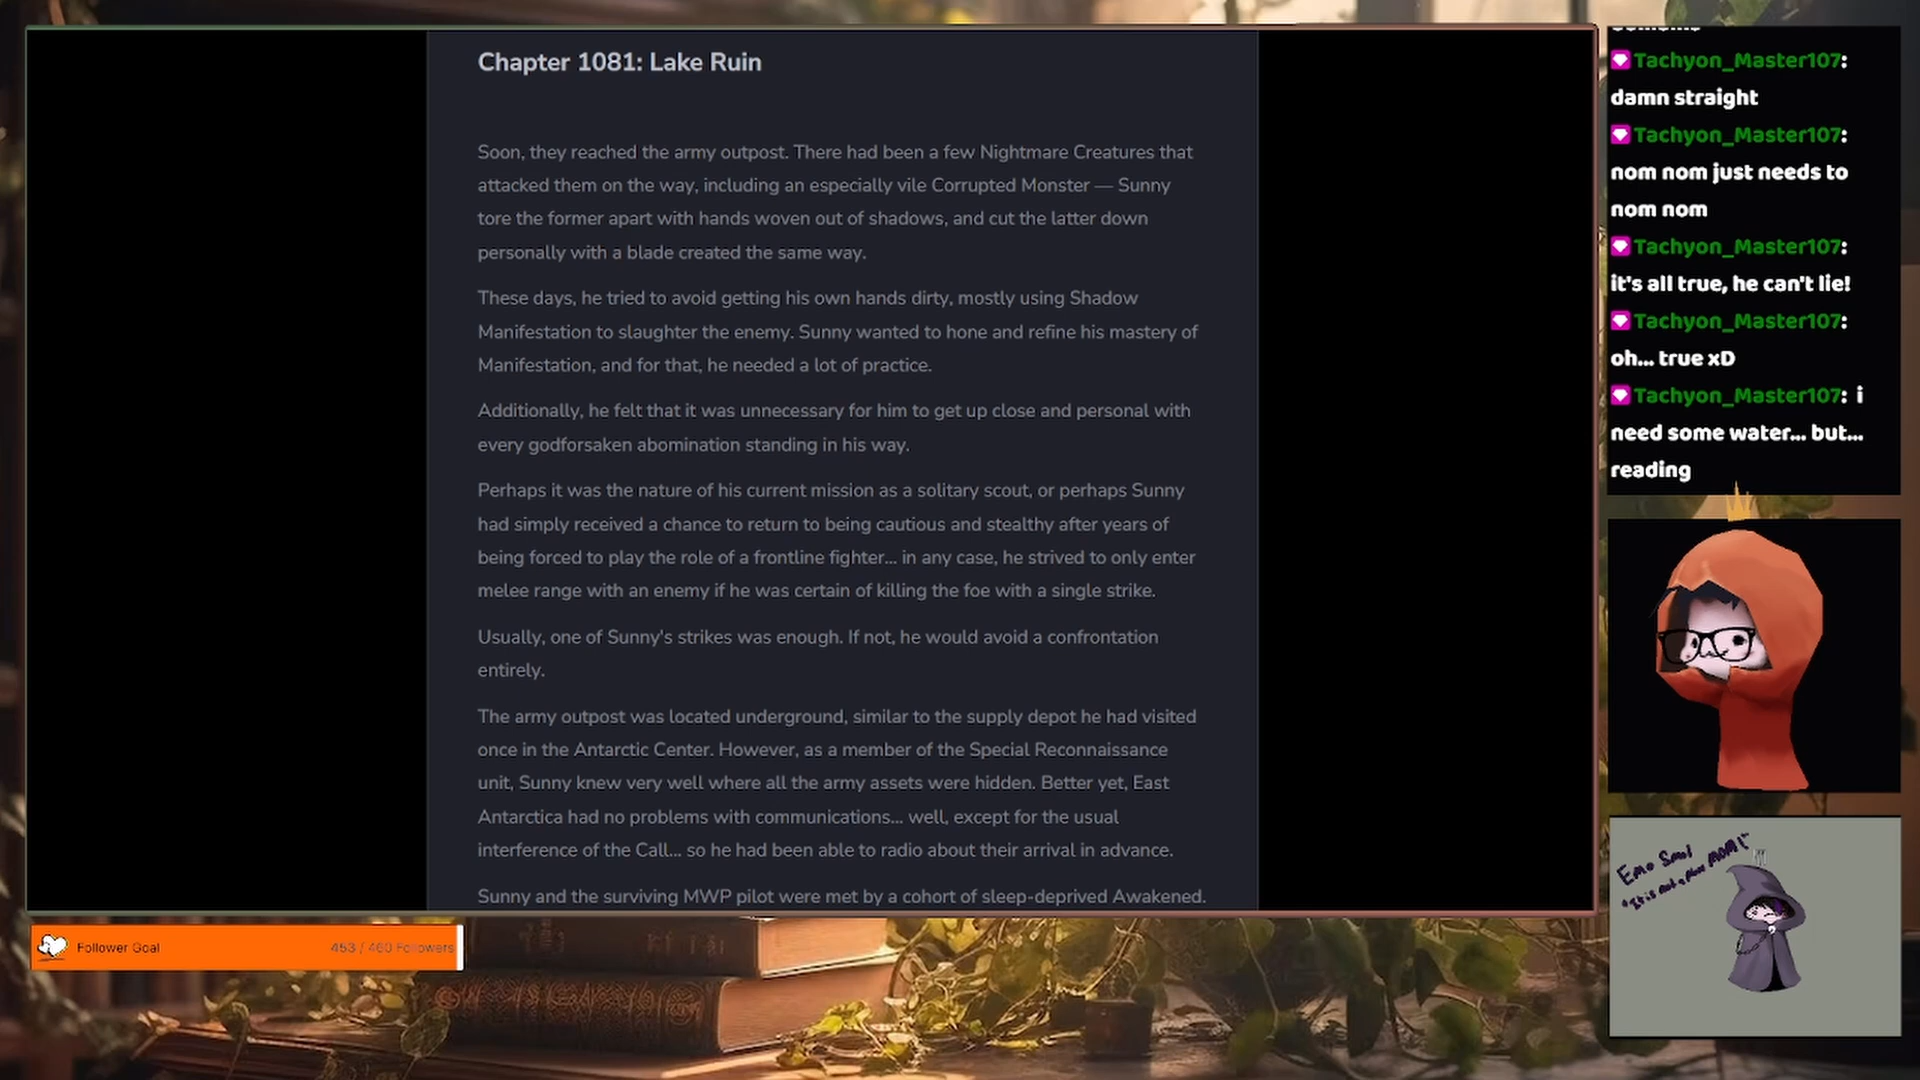 Chapter 1081: Lake Ruin
Soon, they reached the army outpost. There had been a few Nightmare Creatures that
attacked them on the way, including an especially vile Corrupted Monster — Sunny
tore the former apart with hands woven out of shadows, and cut the latter down
personally with a blade created the same way.
These days, he tried to avoid getting his own hands dirty, mostly using Shadow
Manifestation to slaughter the enemy. Sunny wanted to hone and refine his mastery of
Manifestation, and for that, he needed a lot of practice.
Additionally, he felt that it was unnecessary for him to get up close and personal with
every godforsaken abomination standing in his way.
Perhaps it was the nature of his current mission as a solitary scout, or perhaps Sunny
had simply received a chance to return to being cautious and stealthy after years of
being forced to play the role of a frontline fighter... in any case, he strived to only enter
melee range with an enemy if he was certain of killing the foe with a single strike.
Usually, one of Sunny's strikes was enough. If not, he would avoid a confrontation
entirely.
The army outpost was located underground, similar to the supply depot he had visited
once in the Antarctic Center. However, as a member of the Special Reconnaissance
unit, Sunny knew very well where all the army assets were hidden. Better yet, East
Antarctica had no problems with communications... well, except for the usual
interference of the Call... so he had been able to radio about their arrival in advance.
Sunny and the surviving MWP pilot were met by a cohort of sleep-deprived Awakened.
Tachyon_Master107:
damn straight
Tachyon_Master107:
nom nom just needs to
nom nom
Tachyon_Master107:
it's all true, he can't lie!
Tachyon_Master107:
oh... true xD
Tachyon_Master107: i
need some water... but...
reading
Emo Smol
"It is not a
MOM!"
Follower Goal
453 / 460 Followers